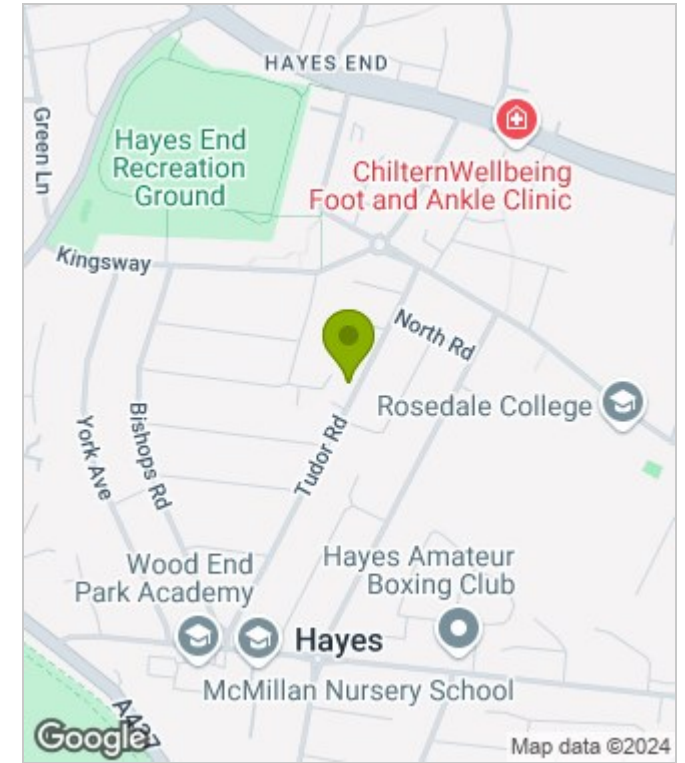 HAYES END
Green Ln
Hayes End
Recreation
Ground
ChilternWellbeing
Foot and Ankle Clinic
Kingsway
North Rd
Rosedale College
York Ave
Bishops Rd
Tudor Rd
Wood End
Park Academy
Hayes Amateur
Boxing Club
Hayes
McMillan Nursery School
A437
Google
Map data ©2024